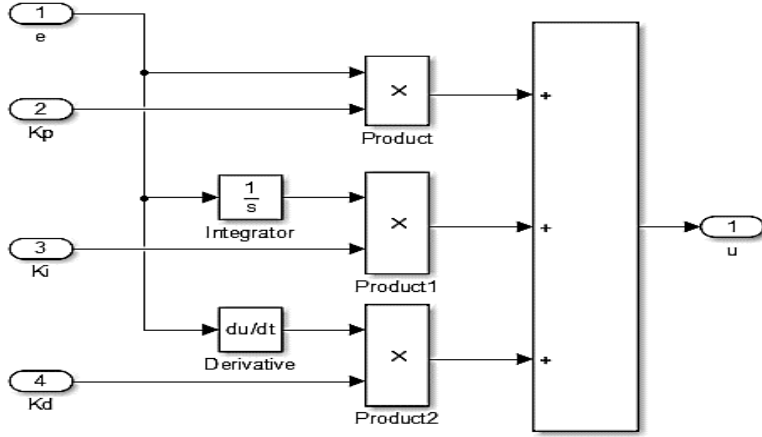 1
e
×
+
2
Kp
Product
1
s
×
Integrator
+
1
u
3
Ki
Product1
du/dt
×
Derivative
+
4
Kd
Product2